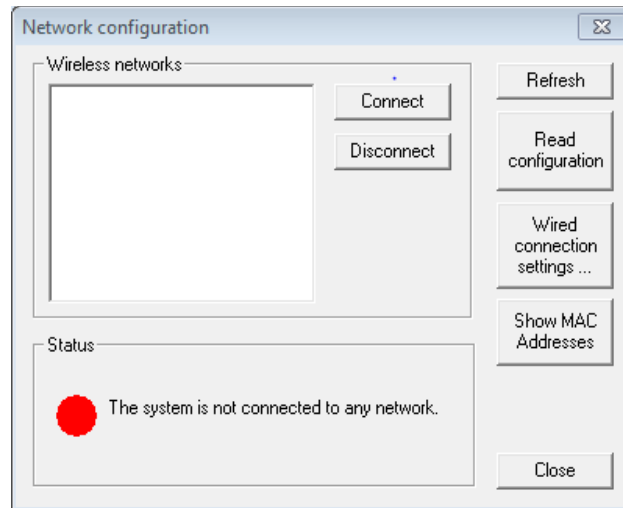 Network configuration
Wireless networks
Connect
Disconnect
Refresh
Read
configuration
Wired
connection
settings ...
Show MAC
Addresses
Status
The system is not connected to any network.
Close